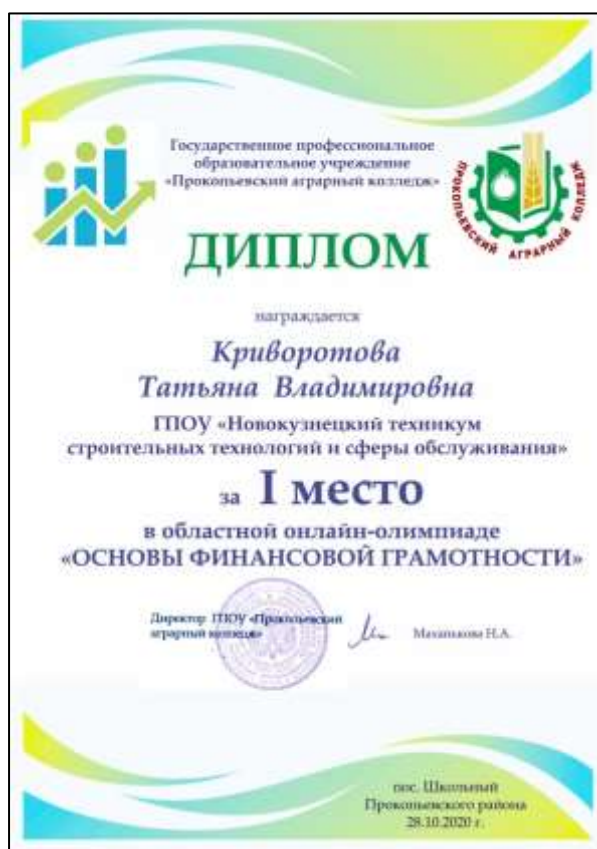 Государственное профессиональное
образовательное учреждение
«Прокопьевский аграрный колледж»
ПРОКОПЬЕВСКИЙ АГРАРНЫЙ КОЛЛЕДЖ
ДИПЛОМ
награждается
Криворотова
Татьяна Владимировна
ГПОУ «Новокузнецкий техникум
строительных технологий и сферы обслуживания»
за I место
в областной онлайн-олимпиаде
«ОСНОВЫ ФИНАНСОВОЙ ГРАМОТНОСТИ»
Директор ГПОУ «Прокопьевский
аграрный колледж»
Н.А.
пос. Школьный
Прокопьевского района
28.10.2020 г.